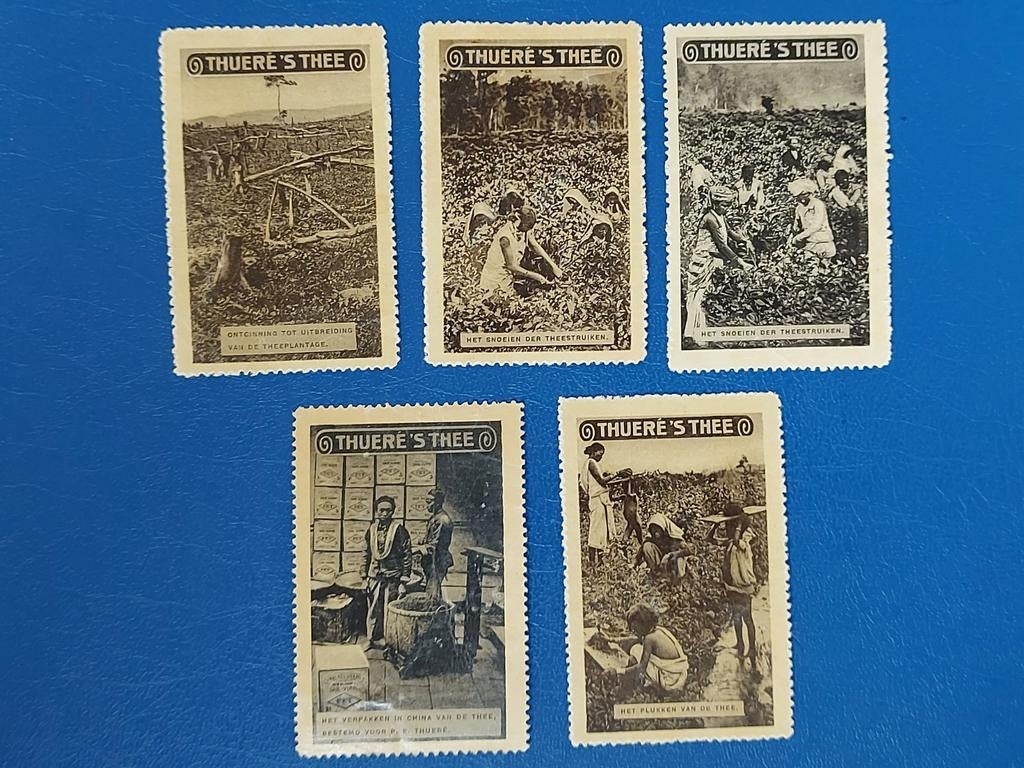 THUERÉ'S THEE
ONTGINNING TOT UITBREIDING
VAN DE THEEPLANTAGE.
THUERÉ'S THEE
HET SNOEIEN DER THEESTRUIKEN.
THUERÉ'S THEE
HET SNOEIEN DER THEESTRUIKEN.
THUERÉ'S THEE
HET VERPAKKEN IN CHINA VAN DE THEE,
BESTEMD VOOR P. F. THUERÉ.
THUERÉ'S THEE
HET PLUKKEN VAN DE THEE.